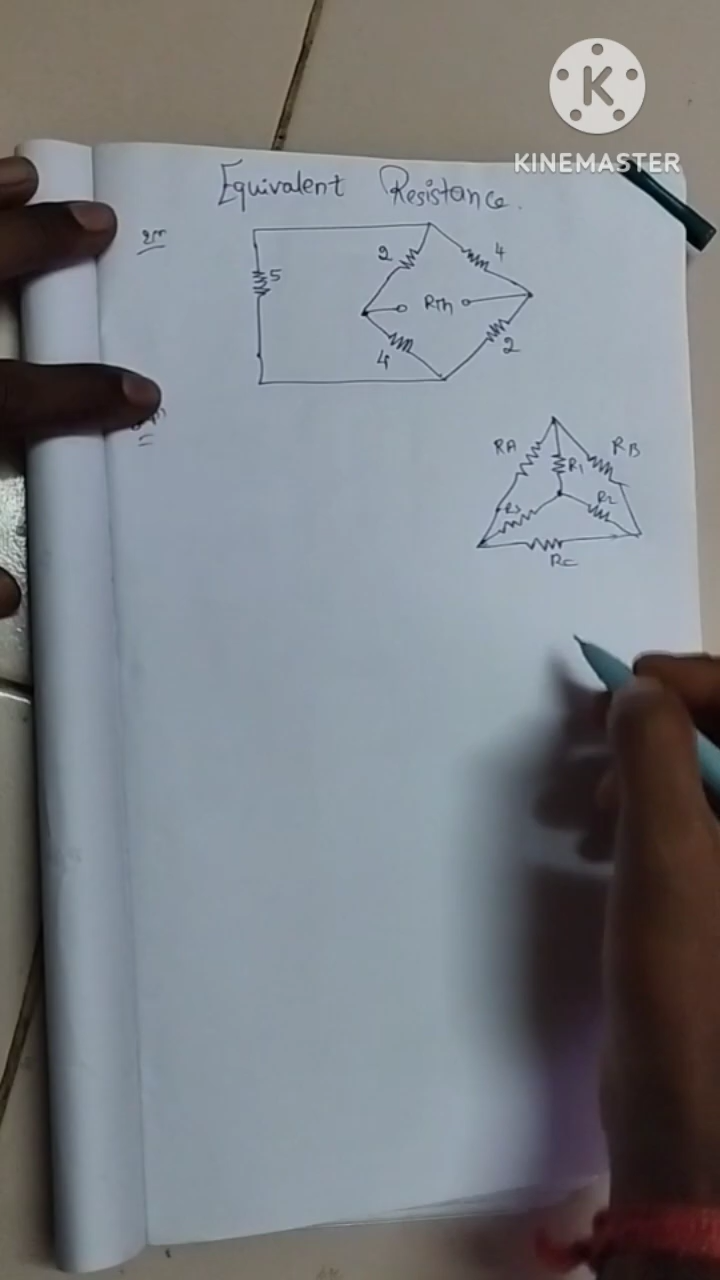 K
KINEMASTER
Equivalent Resistance.
5
2
4
RTh
4
2
RA
R1
RB
R3
R2
RC